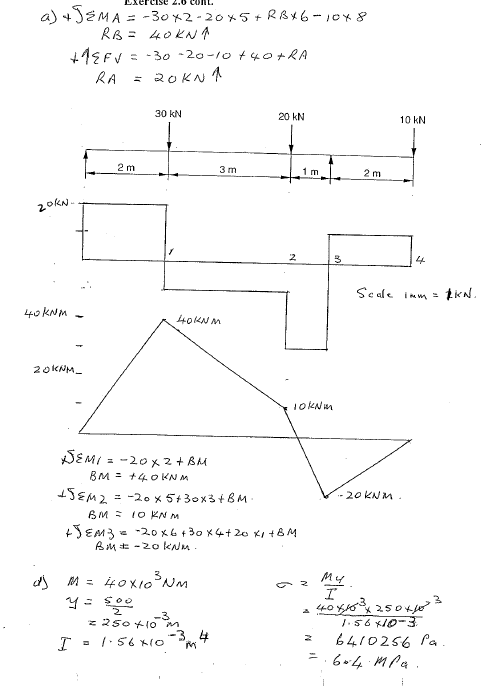 Exercise 2.6 cont.
a) +↻ΣMA = -30×2-20×5+RB×6-10×8
RB = 40KN↑
+↑ΣFV = -30-20-10+40+RA
RA = 20KN↑
30 kN 20 kN 10 kN
2 m 3 m 1 m 2 m
20KN
1 2 3 4
Scale 1mm = 1KN.
40KNM
40KNM
20KNM
10KNM
-20KNM.
+↻ΣM1 = -20×2+BM
BM = +40KNM
+↻ΣM2 = -20×5+30×3+BM.
BM = 10KNM
+↻ΣM3 = -20×6+30×4+20×1+BM
BM = -20KNM.
d) M = 40×10³NM
y = 500/2
= 250×10⁻³M
I = 1.56×10⁻³M⁴
σ = My/I
= 40×10³×250×10⁻³/1.56×10⁻³
= 6410256 Pa.
= 6.4 MPa.